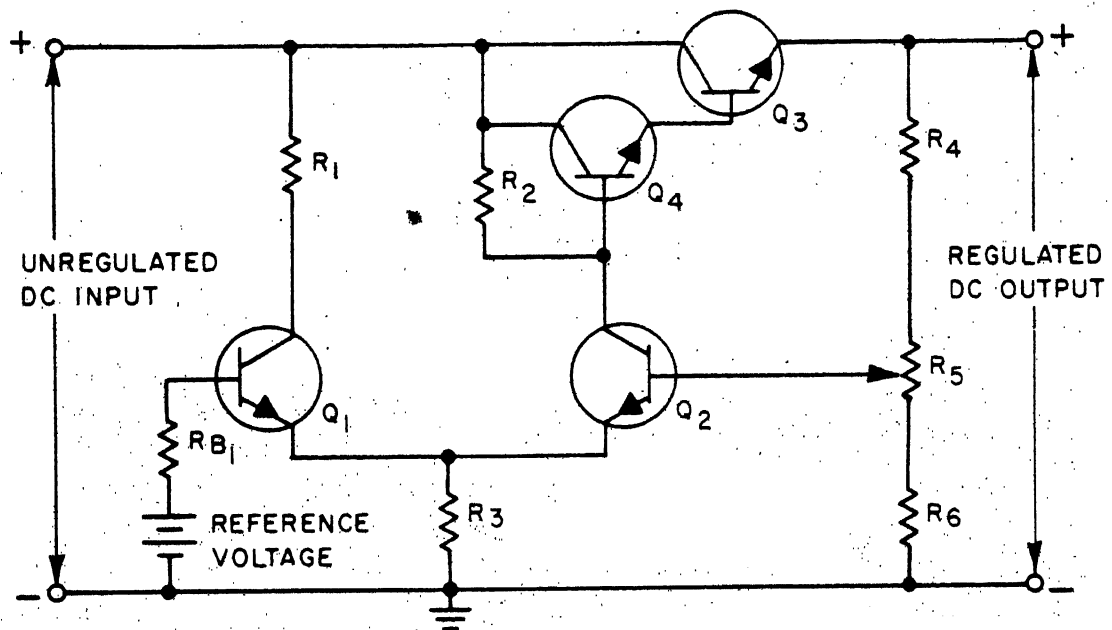 +
+
Q3
R4
R1
R2
Q4
UNREGULATED
DC INPUT
REGULATED
DC OUTPUT
R5
Q1
Q2
RB1
R3
R6
REFERENCE
VOLTAGE
−
−